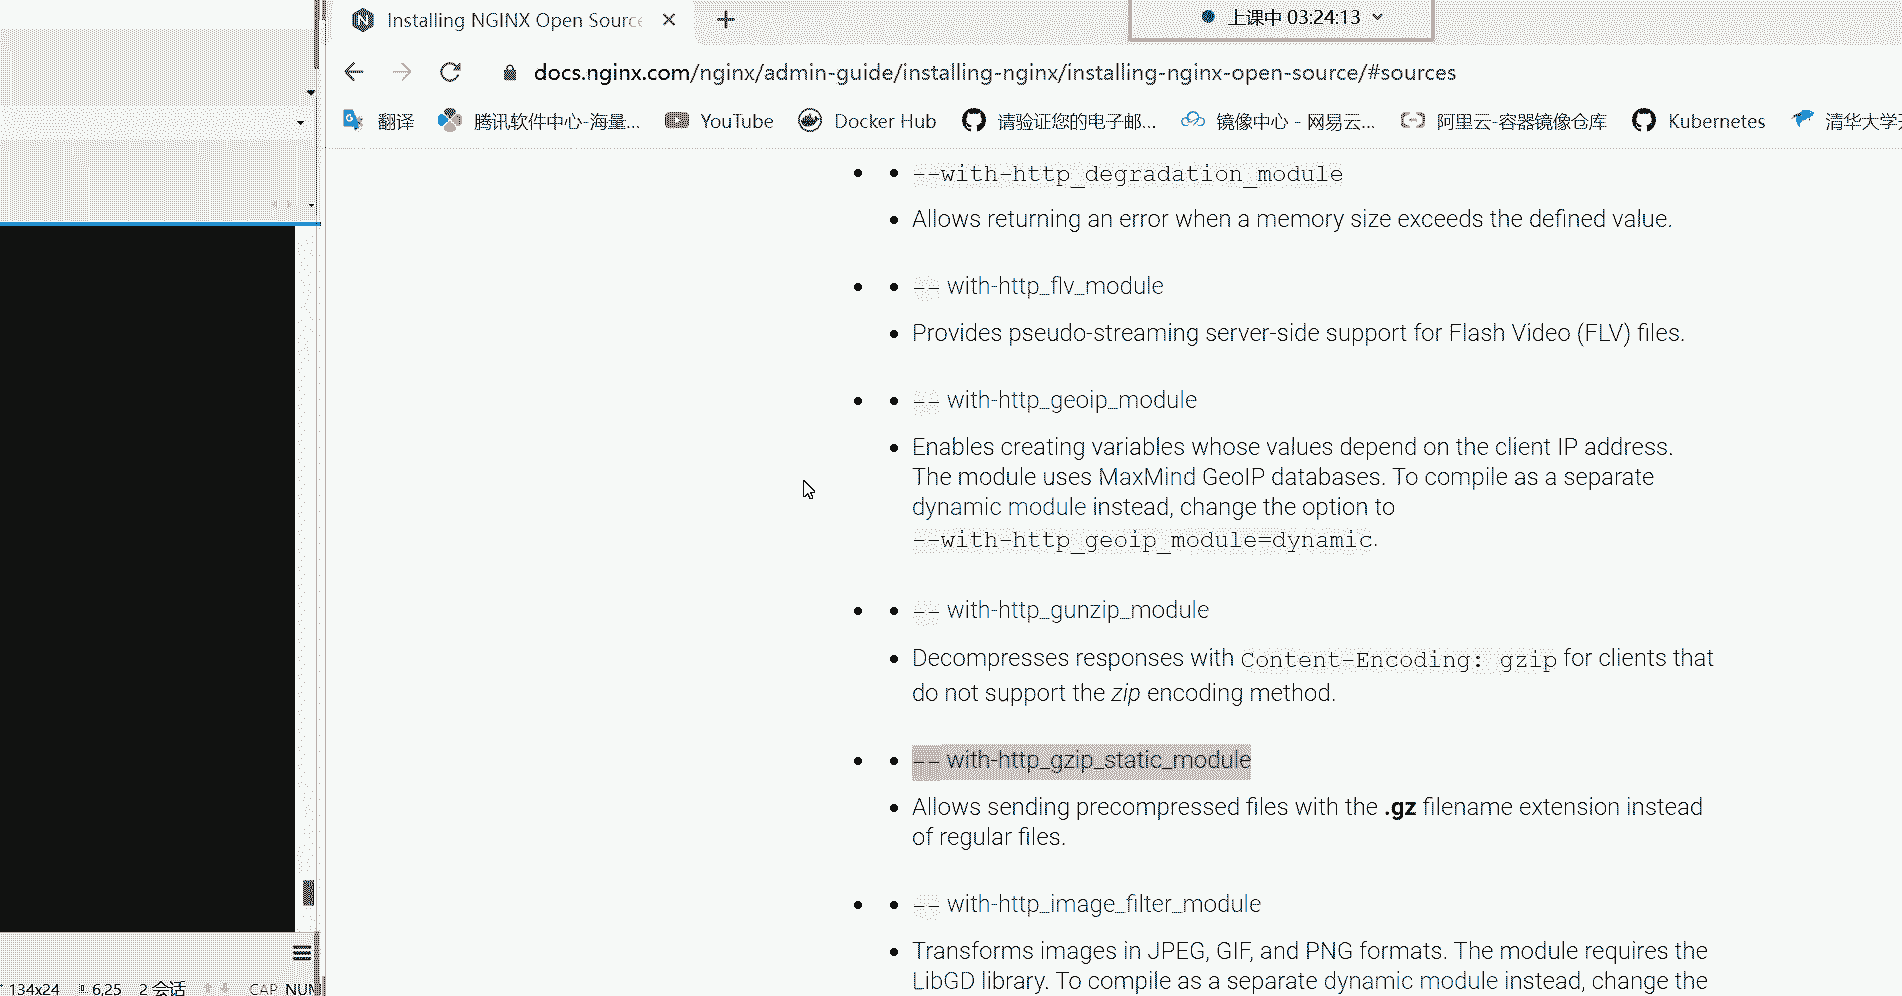 Installing NGINX Open Sourc
上课中 03:24:13
docs.nginx.com/nginx/admin-guide/installing-nginx/installing-nginx-open-source/#sources
翻译 腾讯软件中心-海量... YouTube Docker Hub 请验证您的电子邮... 镜像中心 - 网易云... 阿里云-容器镜像仓库 Kubernetes 清华大学开
--with-http_degradation_module
Allows returning an error when a memory size exceeds the defined value.
-- with-http_flv_module
Provides pseudo-streaming server-side support for Flash Video (FLV) files.
-- with-http_geoip_module
Enables creating variables whose values depend on the client IP address.
The module uses MaxMind GeoIP databases. To compile as a separate
dynamic module instead, change the option to
--with-http_geoip_module=dynamic.
-- with-http_gunzip_module
Decompresses responses with Content-Encoding: gzip for clients that
do not support the zip encoding method.
-- with-http_gzip_static_module
Allows sending precompressed files with the .gz filename extension instead
of regular files.
-- with-http_image_filter_module
Transforms images in JPEG, GIF, and PNG formats. The module requires the
LibGD library. To compile as a separate dynamic module instead, change the
134x24 6,25 2 会话 CAP NUM